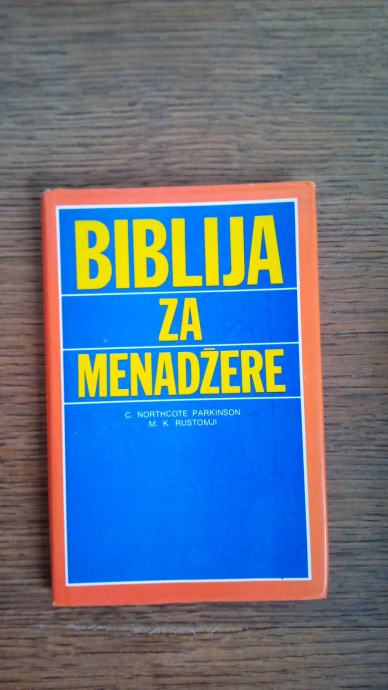 BIBLIJA
ZA
MENADŽERE
C. NORTHCOTE PARKINSON
M. K. RUSTOMJI